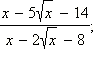 x − 5√x − 14
x − 2√x − 8;